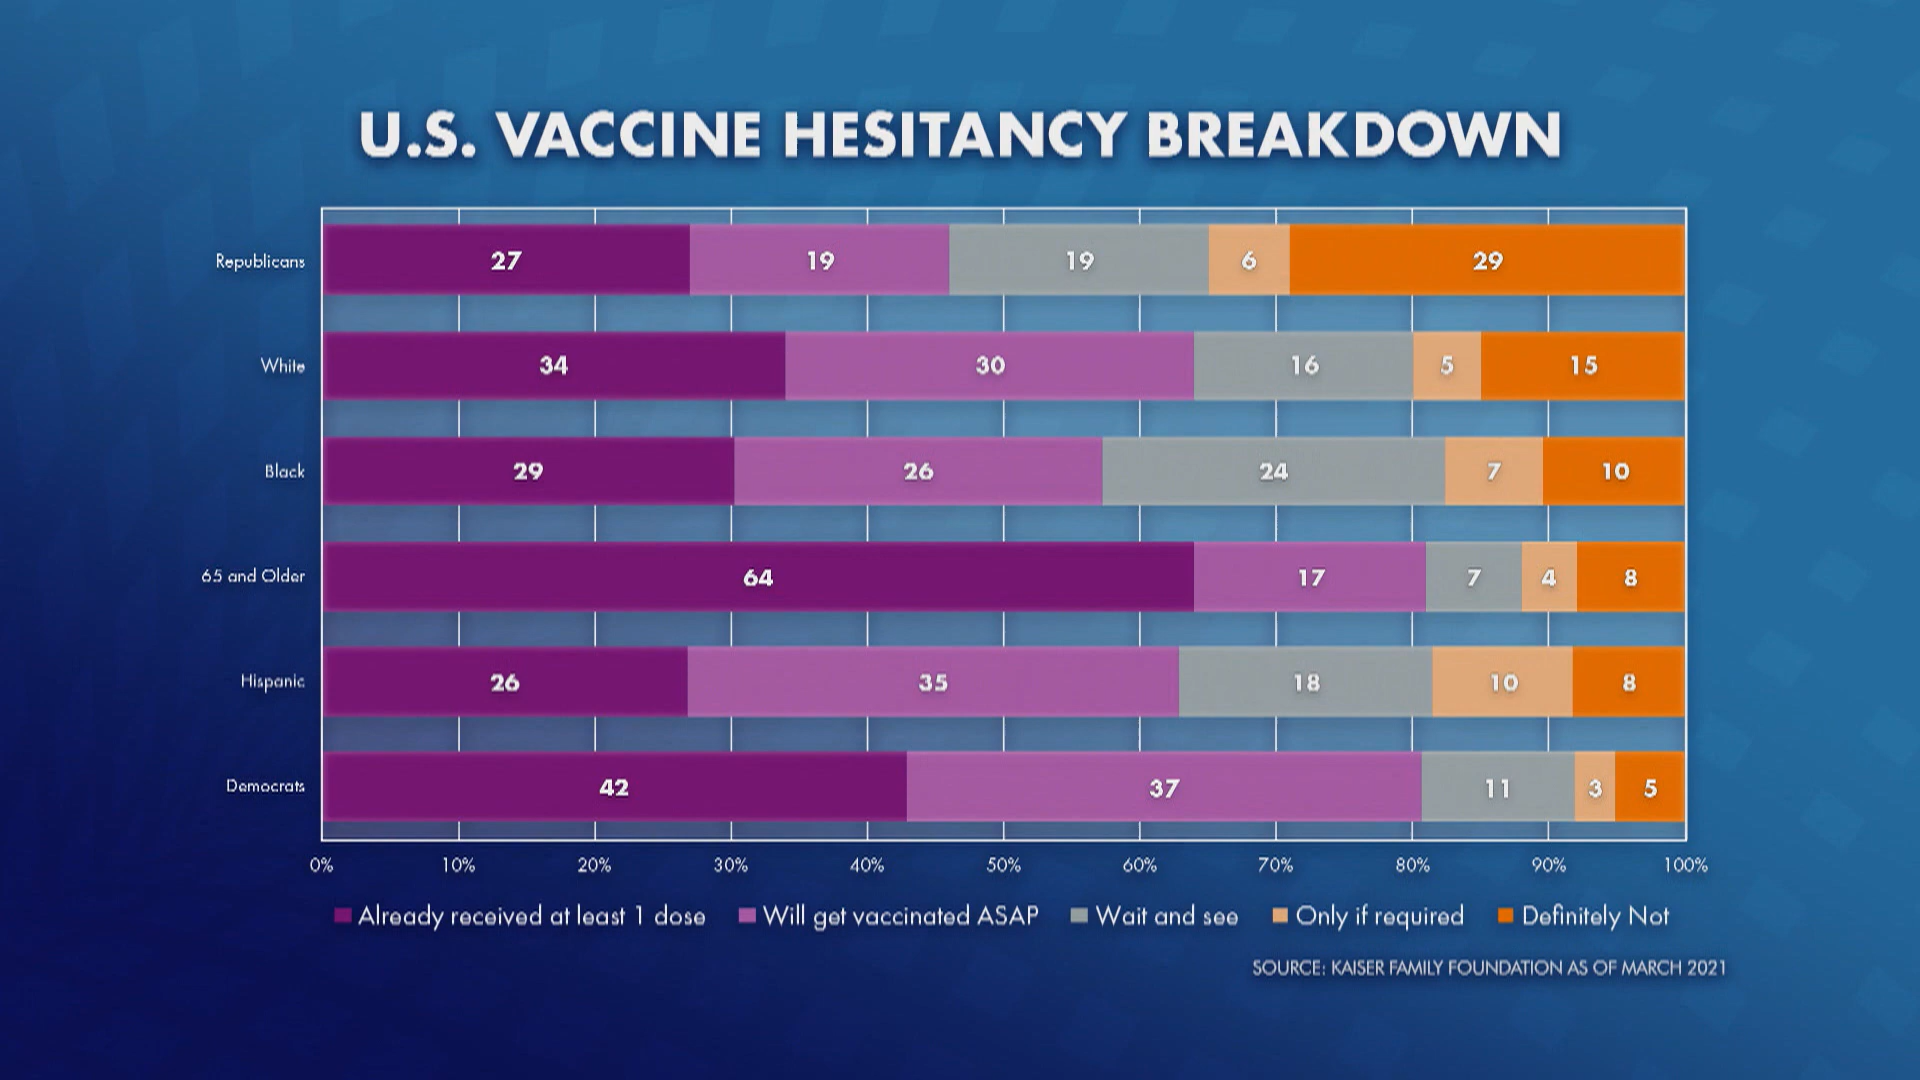 U.S. VACCINE HESITANCY BREAKDOWN
Republicans 27 19 19 6 29
White 34 30 16 5 15
Black 29 26 24 7 10
65 and Older 64 17 7 4 8
Hispanic 26 35 18 10 8
Democrats 42 37 11 3 5
0% 10% 20% 30% 40% 50% 60% 70% 80% 90% 100%
Already received at least 1 dose Will get vaccinated ASAP Wait and see Only if required Definitely Not
SOURCE: KAISER FAMILY FOUNDATION AS OF MARCH 2021